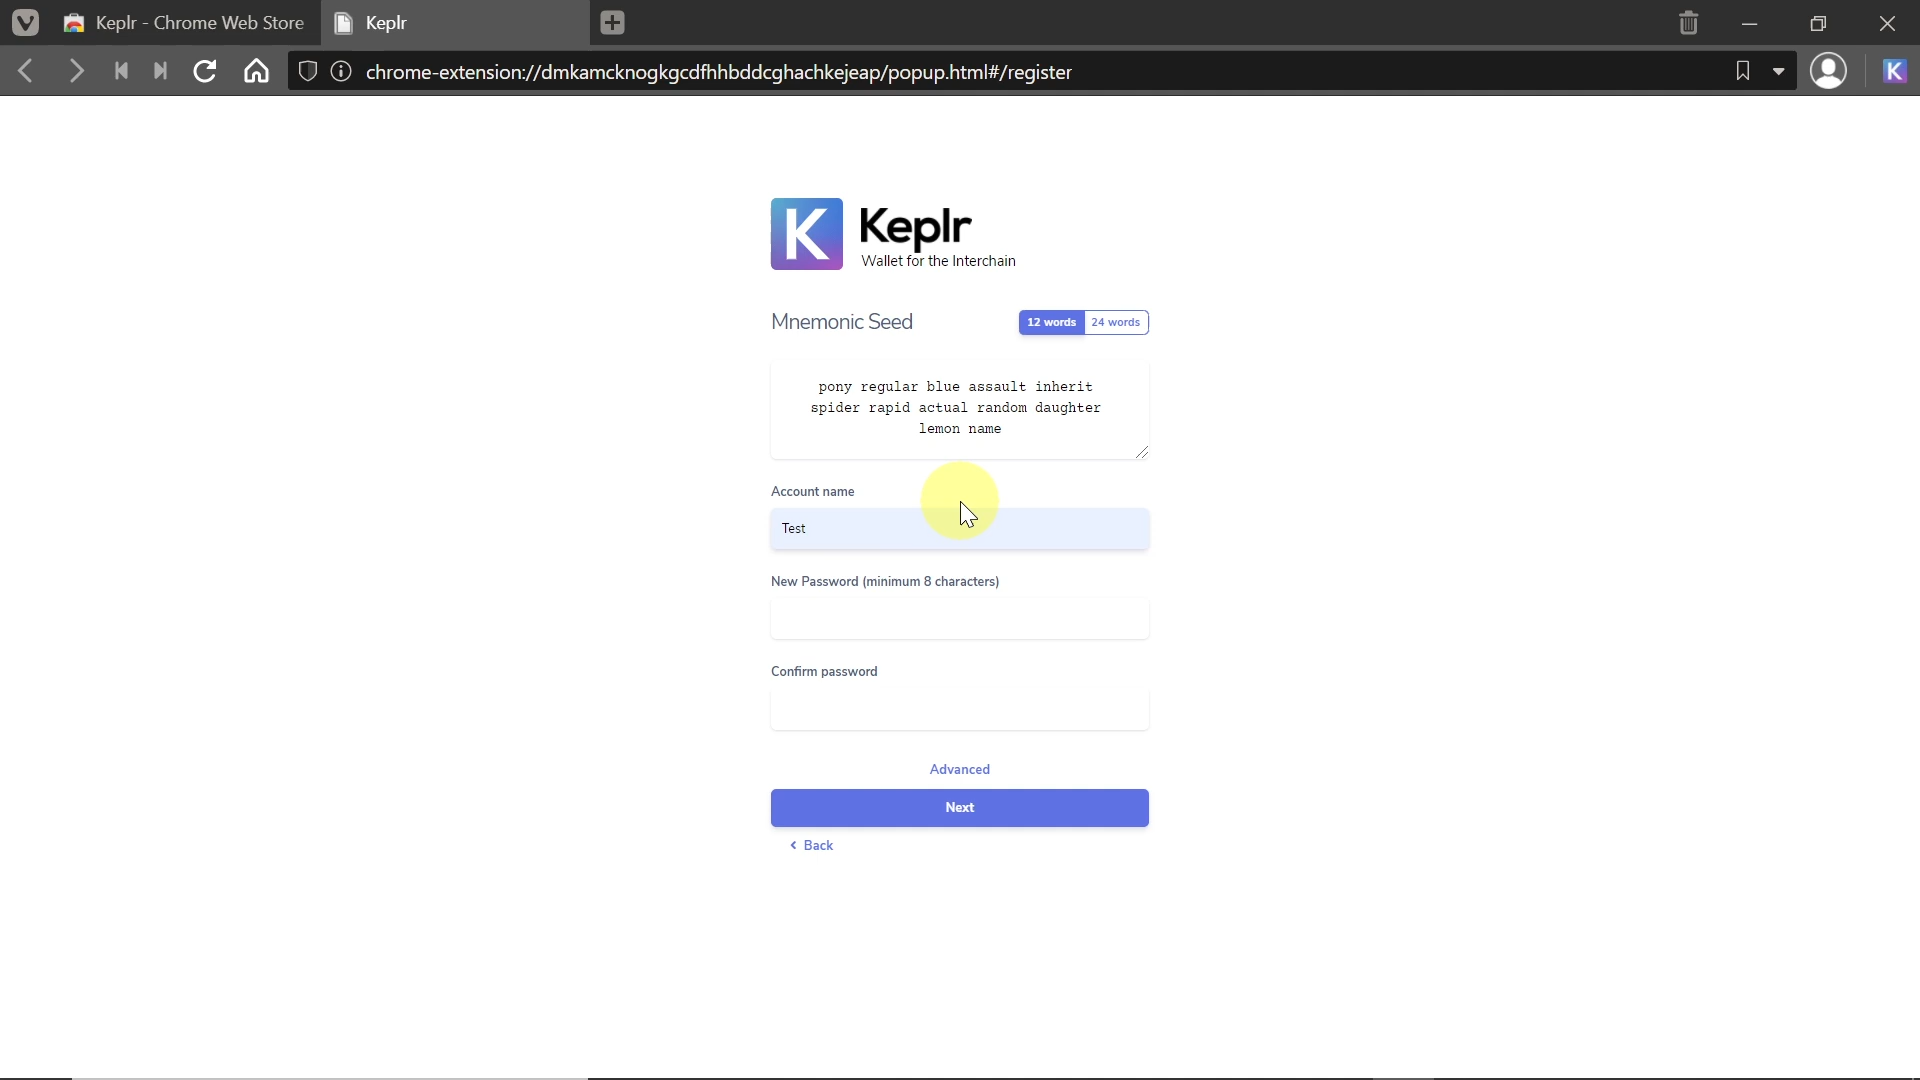 Keplr - Chrome Web Store
Keplr
chrome-extension://dmkamcknogkgcdfhhbddcghachkejeap/popup.html#/register
K
K
Keplr
Wallet for the Interchain
Mnemonic Seed
12 words
24 words
pony regular blue assault inherit
spider rapid actual random daughter
lemon name
Account name
Test
New Password (minimum 8 characters)
Confirm password
Advanced
Next
Back